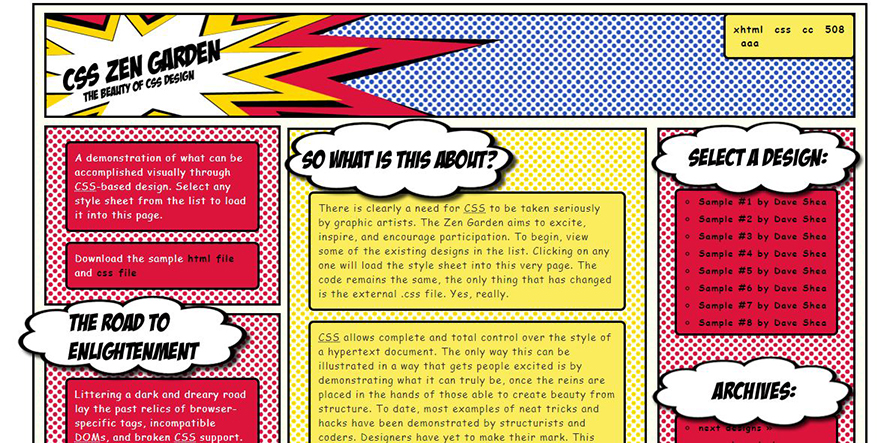 CSS ZEN GARDEN
THE BEAUTY OF CSS DESIGN
xhtml css cc 508
aaa
A demonstration of what can be
accomplished visually through
CSS-based design. Select any
style sheet from the list to load
it into this page.
Download the sample html file
and css file
THE ROAD TO
ENLIGHTENMENT
Littering a dark and dreary road
lay the past relics of browser-
specific tags, incompatible
DOMs, and broken CSS support.
SO WHAT IS THIS ABOUT?
There is clearly a need for CSS to be taken seriously
by graphic artists. The Zen Garden aims to excite,
inspire, and encourage participation. To begin, view
some of the existing designs in the list. Clicking on
any one will load the style sheet into this very page. The
code remains the same, the only thing that has changed
is the external .css file. Yes, really.
CSS allows complete and total control over the style of
a hypertext document. The only way this can be
illustrated in a way that gets people excited is by
demonstrating what it can truly be, once the reins are
placed in the hands of those able to create beauty from
structure. To date, most examples of neat tricks and
hacks have been demonstrated by structurists and
coders. Designers have yet to make their mark. This
SELECT A DESIGN:
Sample #1 by Dave Shea
Sample #2 by Dave Shea
Sample #3 by Dave Shea
Sample #4 by Dave Shea
Sample #5 by Dave Shea
Sample #6 by Dave Shea
Sample #7 by Dave Shea
Sample #8 by Dave Shea
ARCHIVES:
next designs »